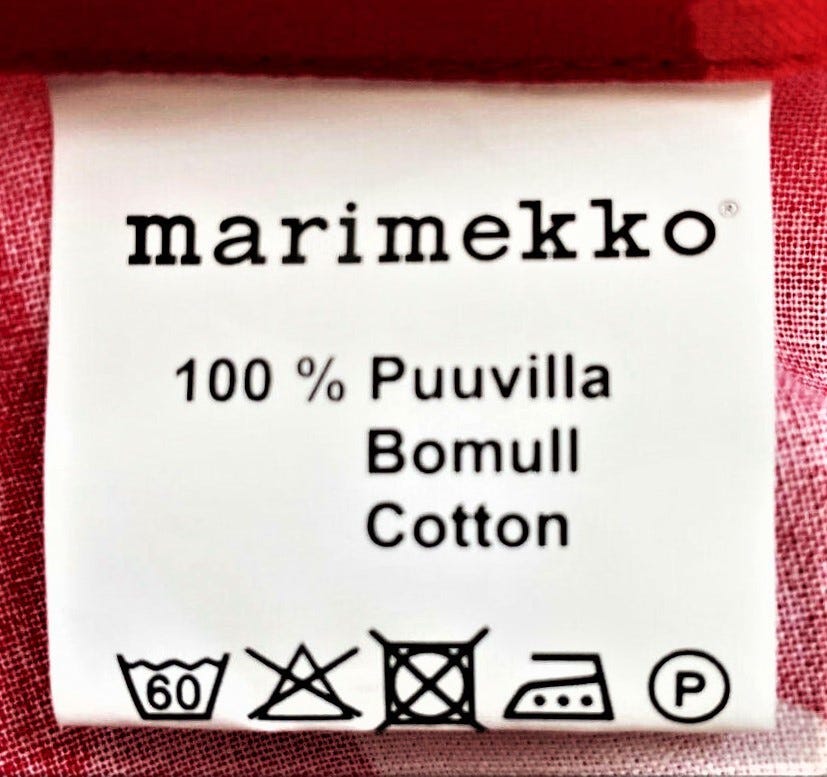 marimekko®
100 % Puuvilla
Bomull
Cotton
60 P